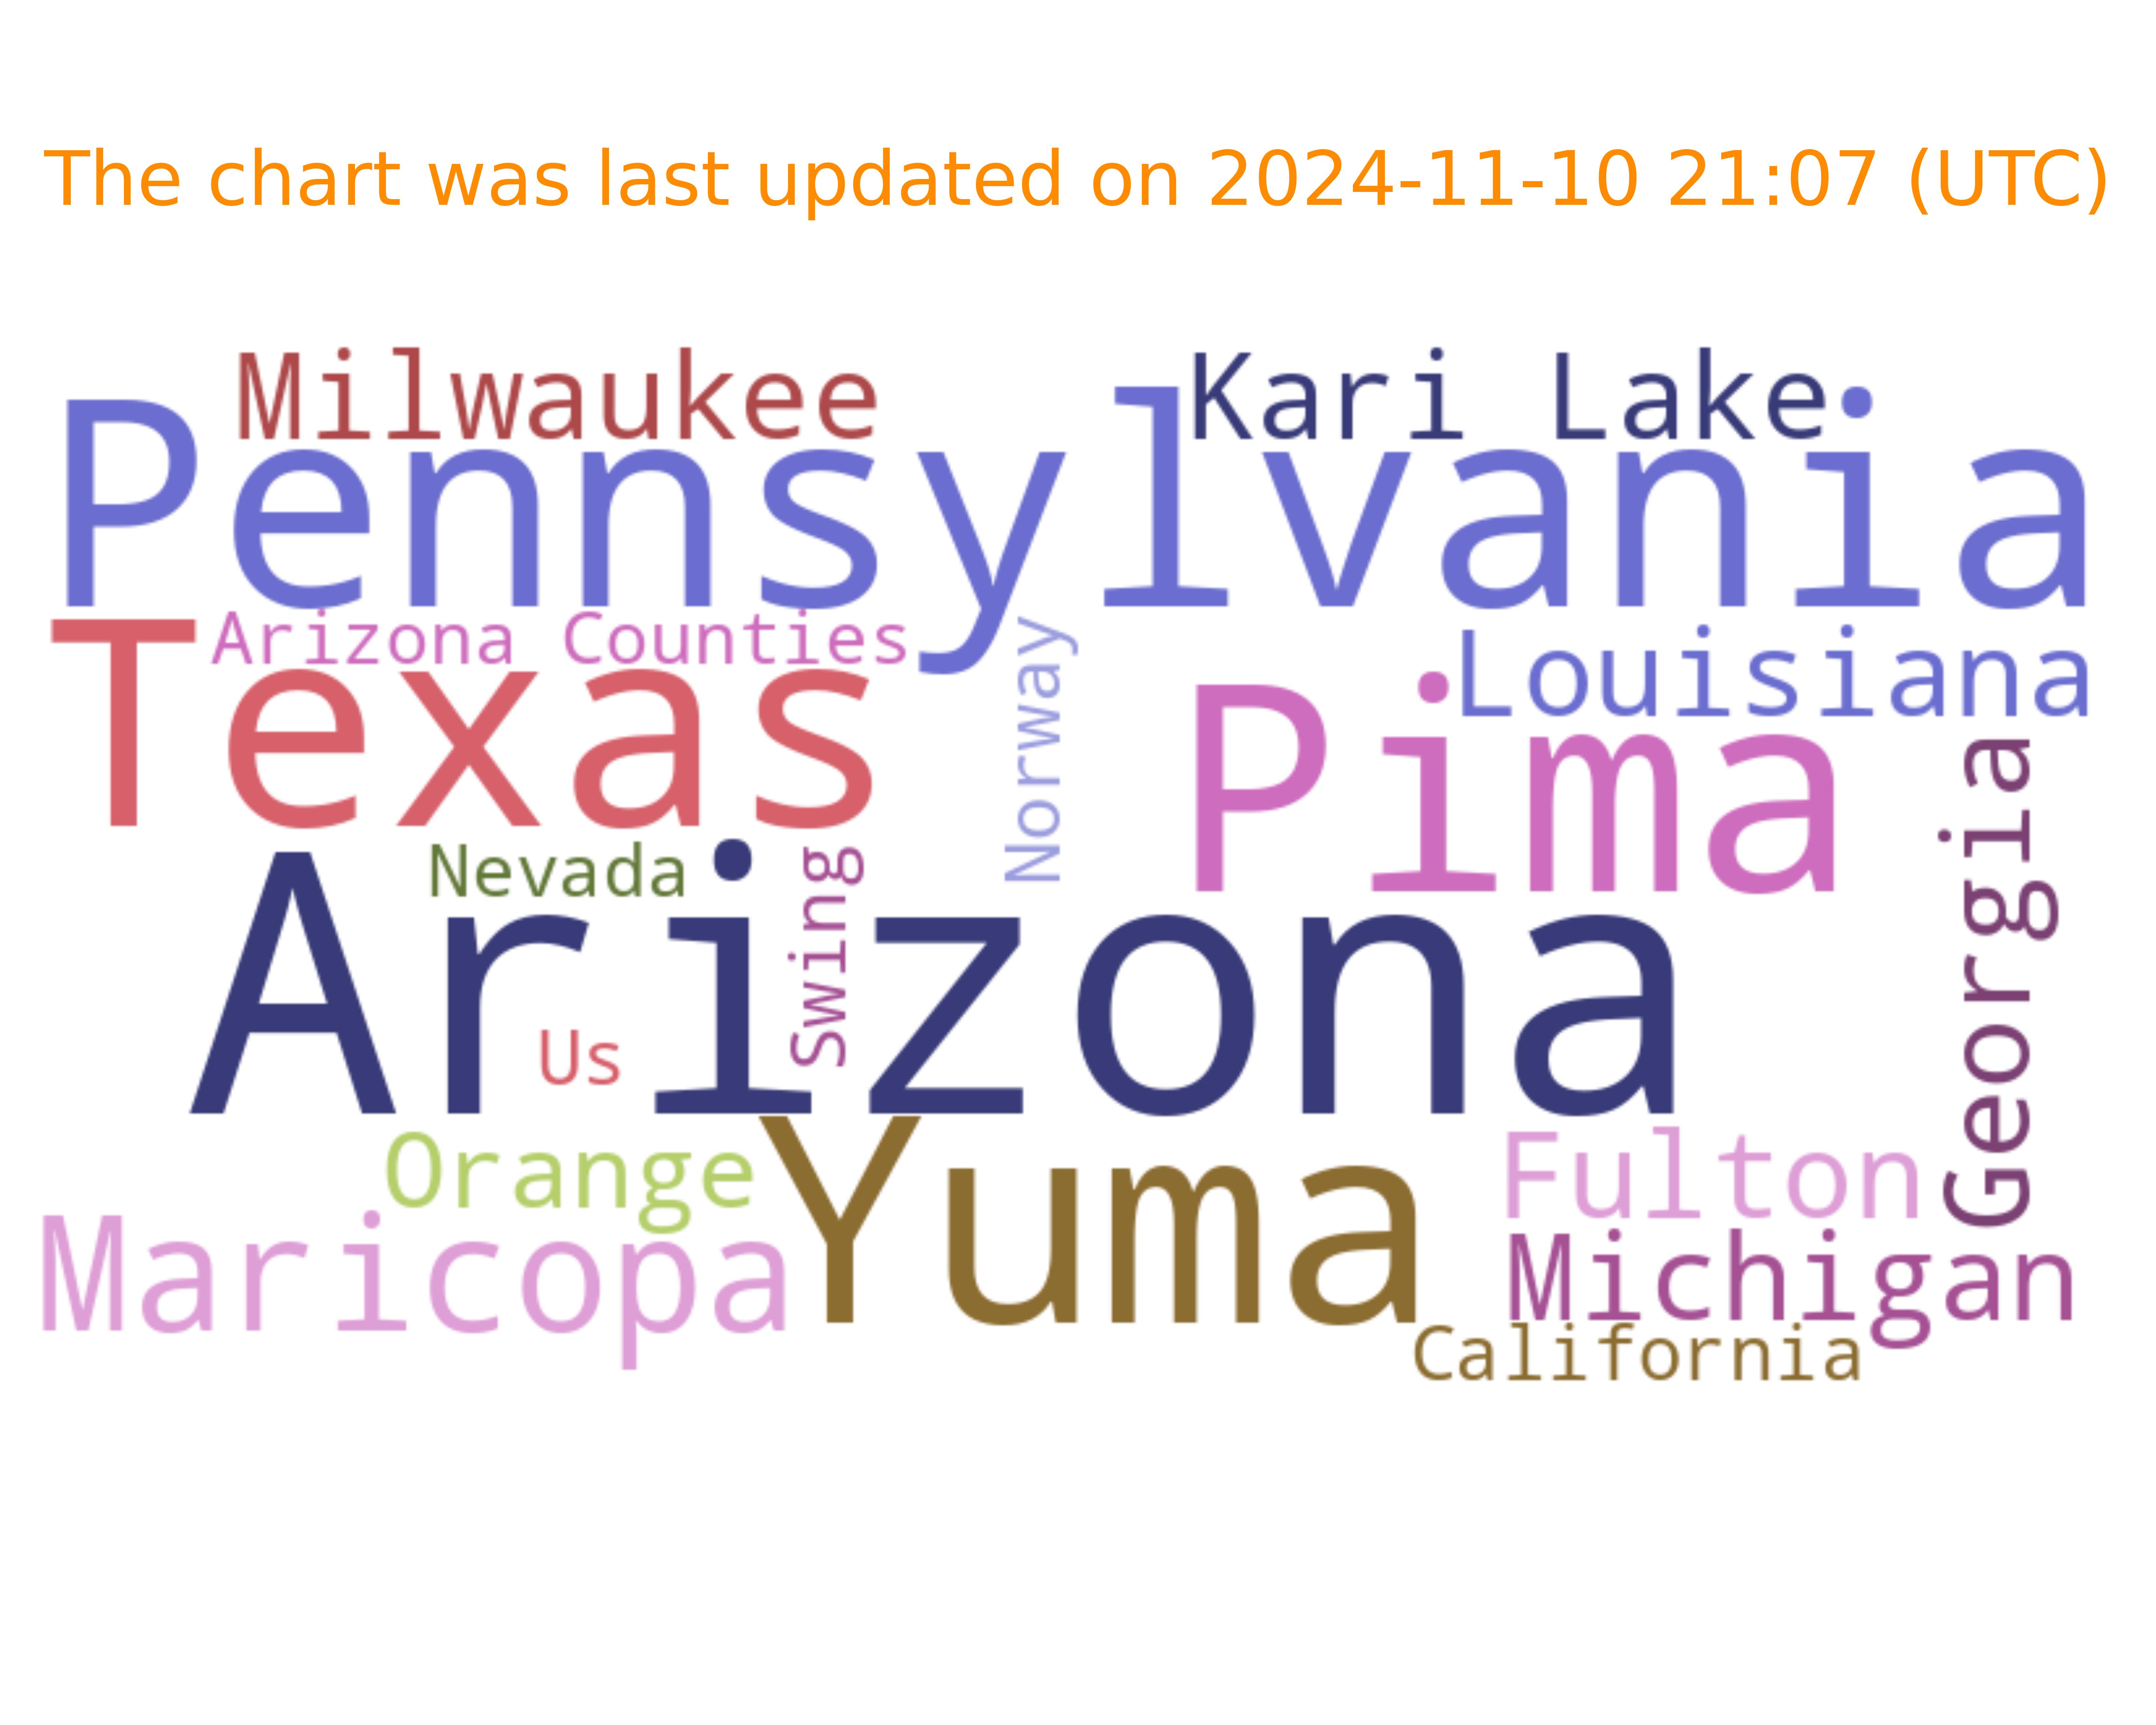 The chart was last updated on 2024-11-10 21:07 (UTC)
Milwaukee
Kari Lake
Pennsylvania
Arizona Counties
Louisiana
Texas
Norway
Pima
Georgia
Nevada
Swing
Arizona
Us
Orange
Yuma
Fulton
Maricopa
Michigan
California